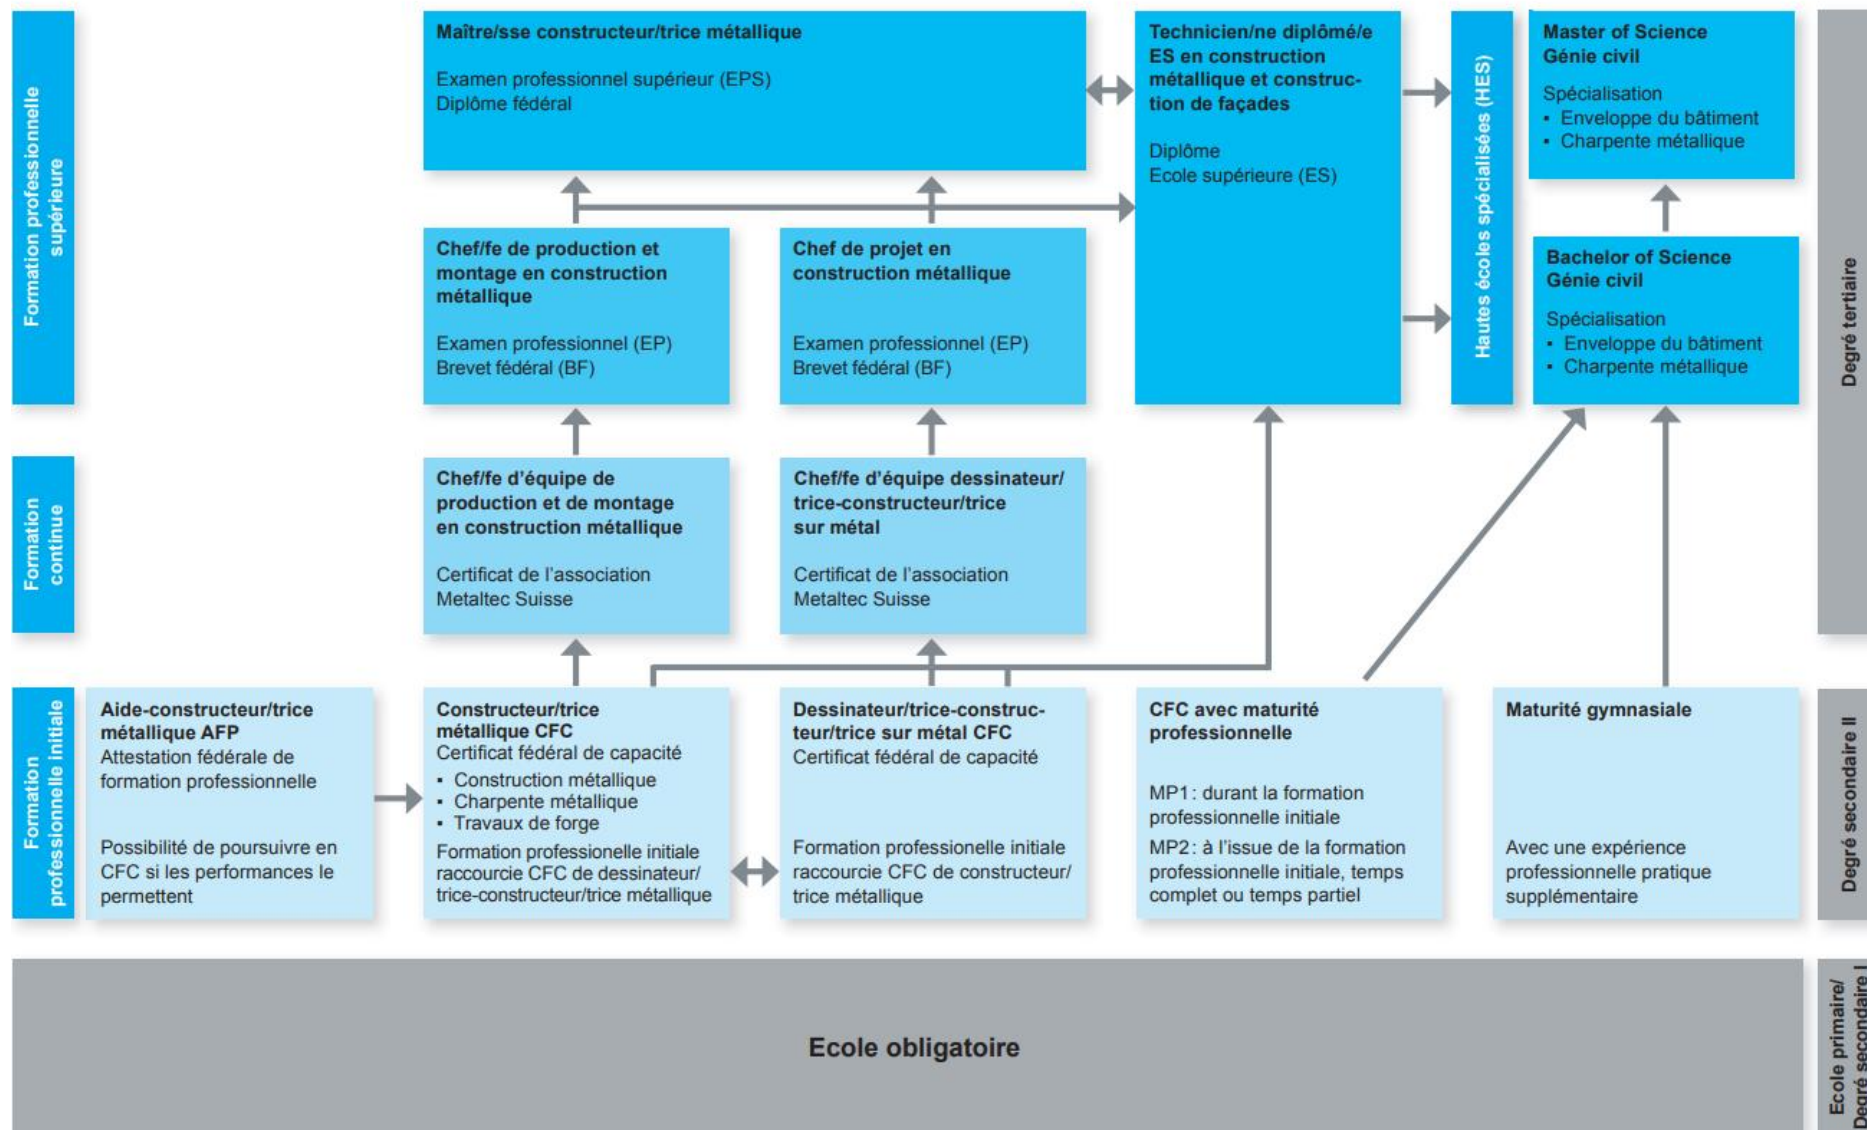 Formation professionnelle
supérieure
Maître/sse constructeur/trice métallique
Examen professionnel supérieur (EPS)
Diplôme fédéral
Technicien/ne diplômé/e
ES en construction
métallique et construc-
tion de façades
Diplôme
Ecole supérieure (ES)
Hautes écoles spécialisées (HES)
Master of Science
Génie civil
Spécialisation
▪ Enveloppe du bâtiment
▪ Charpente métallique
Chef/fe de production et
montage en construction
métallique
Examen professionnel (EP)
Brevet fédéral (BF)
Chef de projet en
construction métallique
Examen professionnel (EP)
Brevet fédéral (BF)
Bachelor of Science
Génie civil
Spécialisation
▪ Enveloppe du bâtiment
▪ Charpente métallique
Degré tertiaire
Formation
continue
Chef/fe d'équipe de
production et de montage
en construction métallique
Certificat de l'association
Metaltec Suisse
Chef/fe d'équipe dessinateur/
trice-constructeur/trice
sur métal
Certificat de l'association
Metaltec Suisse
Formation
professionnelle initiale
Aide-constructeur/trice
métallique AFP
Attestation fédérale de
formation professionnelle
Possibilité de poursuivre en
CFC si les performances le
permettent
Constructeur/trice
métallique CFC
Certificat fédéral de capacité
▪ Construction métallique
▪ Charpente métallique
▪ Travaux de forge
Formation professionelle initiale
raccourcie CFC de dessinateur/
trice-constructeur/trice métallique
Dessinateur/trice-construc-
teur/trice sur métal CFC
Certificat fédéral de capacité
Formation professionelle initiale
raccourcie CFC de constructeur/
trice métallique
CFC avec maturité
professionnelle
MP1: durant la formation
professionnelle initiale
MP2: à l'issue de la formation
professionnelle initiale, temps
complet ou temps partiel
Maturité gymnasiale
Avec une expérience
professionnelle pratique
supplémentaire
Degré secondaire II
Ecole obligatoire
Ecole primaire/
Degré secondaire I